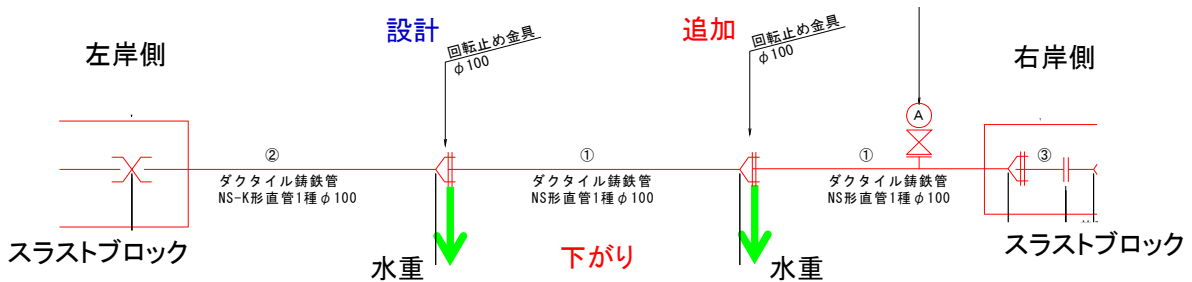 設計
回転止め金具
φ100
追加
回転止め金具
φ100
左岸側
右岸側
A
②
ダクタイル鋳鉄管
NS-K形直管1種φ100
①
ダクタイル鋳鉄管
NS形直管1種φ100
①
ダクタイル鋳鉄管
NS形直管1種φ100
③
スラストブロック
水重
下がり
水重
スラストブロック